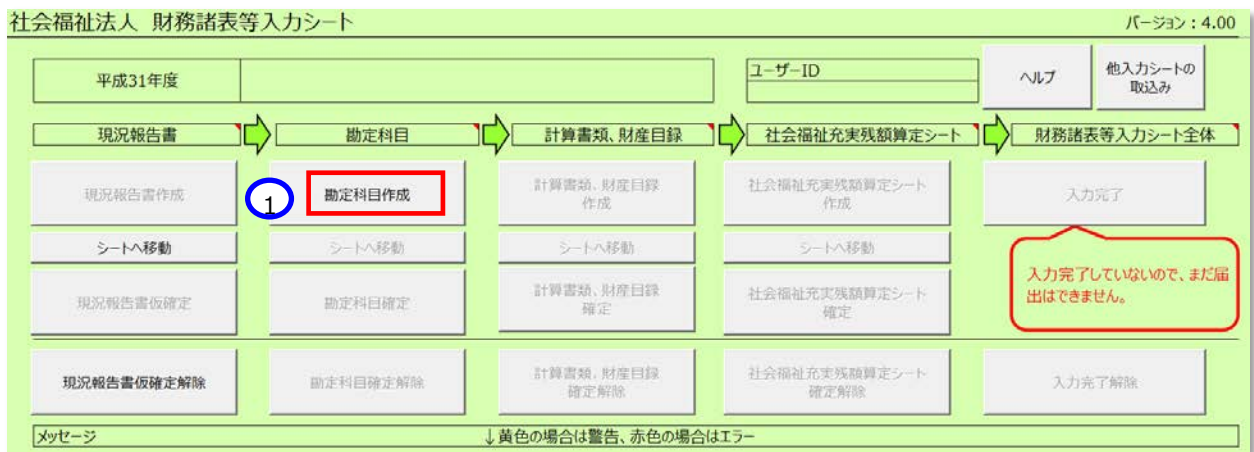 社会福祉法人 財務諸表等入力シート
バージョン：4.00
平成31年度
ユーザーID
ヘルプ
他入力シートの
取込み
現況報告書
勘定科目
計算書類、財産目録
社会福祉充実残額算定シート
財務諸表等入力シート全体
現況報告書作成
1
勘定科目作成
計算書類、財産目録
作成
社会福祉充実残額算定シート
作成
入力完了
シートへ移動
シートへ移動
シートへ移動
シートへ移動
入力完了していないので、まだ届
出はできません。
現況報告書仮確定
勘定科目確定
計算書類、財産目録
確定
社会福祉充実残額算定シート
確定
現況報告書仮確定解除
勘定科目確定解除
計算書類、財産目録
確定解除
社会福祉充実残額算定シート
確定解除
入力完了解除
メッセージ
↓黄色の場合は警告、赤色の場合はエラー